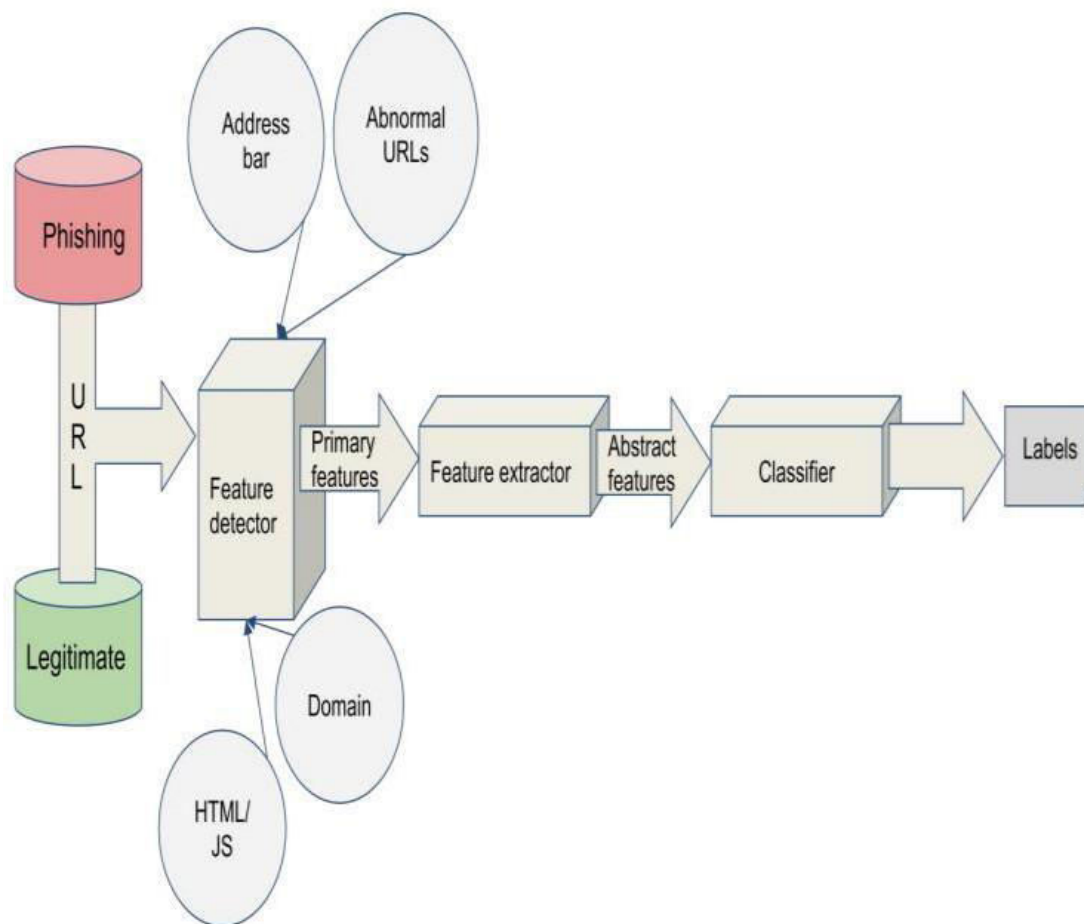 Address
bar
Abnormal
URLs
Phishing
U
R
L
Feature
detector
Primary
features
Feature extractor
Abstract
features
Classifier
Labels
Legitimate
Domain
HTML/
JS